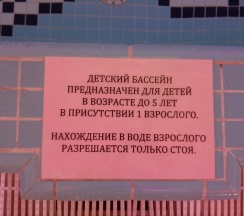 ДЕТСКИЙ БАССЕЙН
ПРЕДНАЗНАЧЕН ДЛЯ ДЕТЕЙ
В ВОЗРАСТЕ ДО 5 ЛЕТ
В ПРИСУТСТВИИ 1 ВЗРОСЛОГО.
НАХОЖДЕНИЕ В ВОДЕ ВЗРОСЛОГО
РАЗРЕШАЕТСЯ ТОЛЬКО СТОЯ.